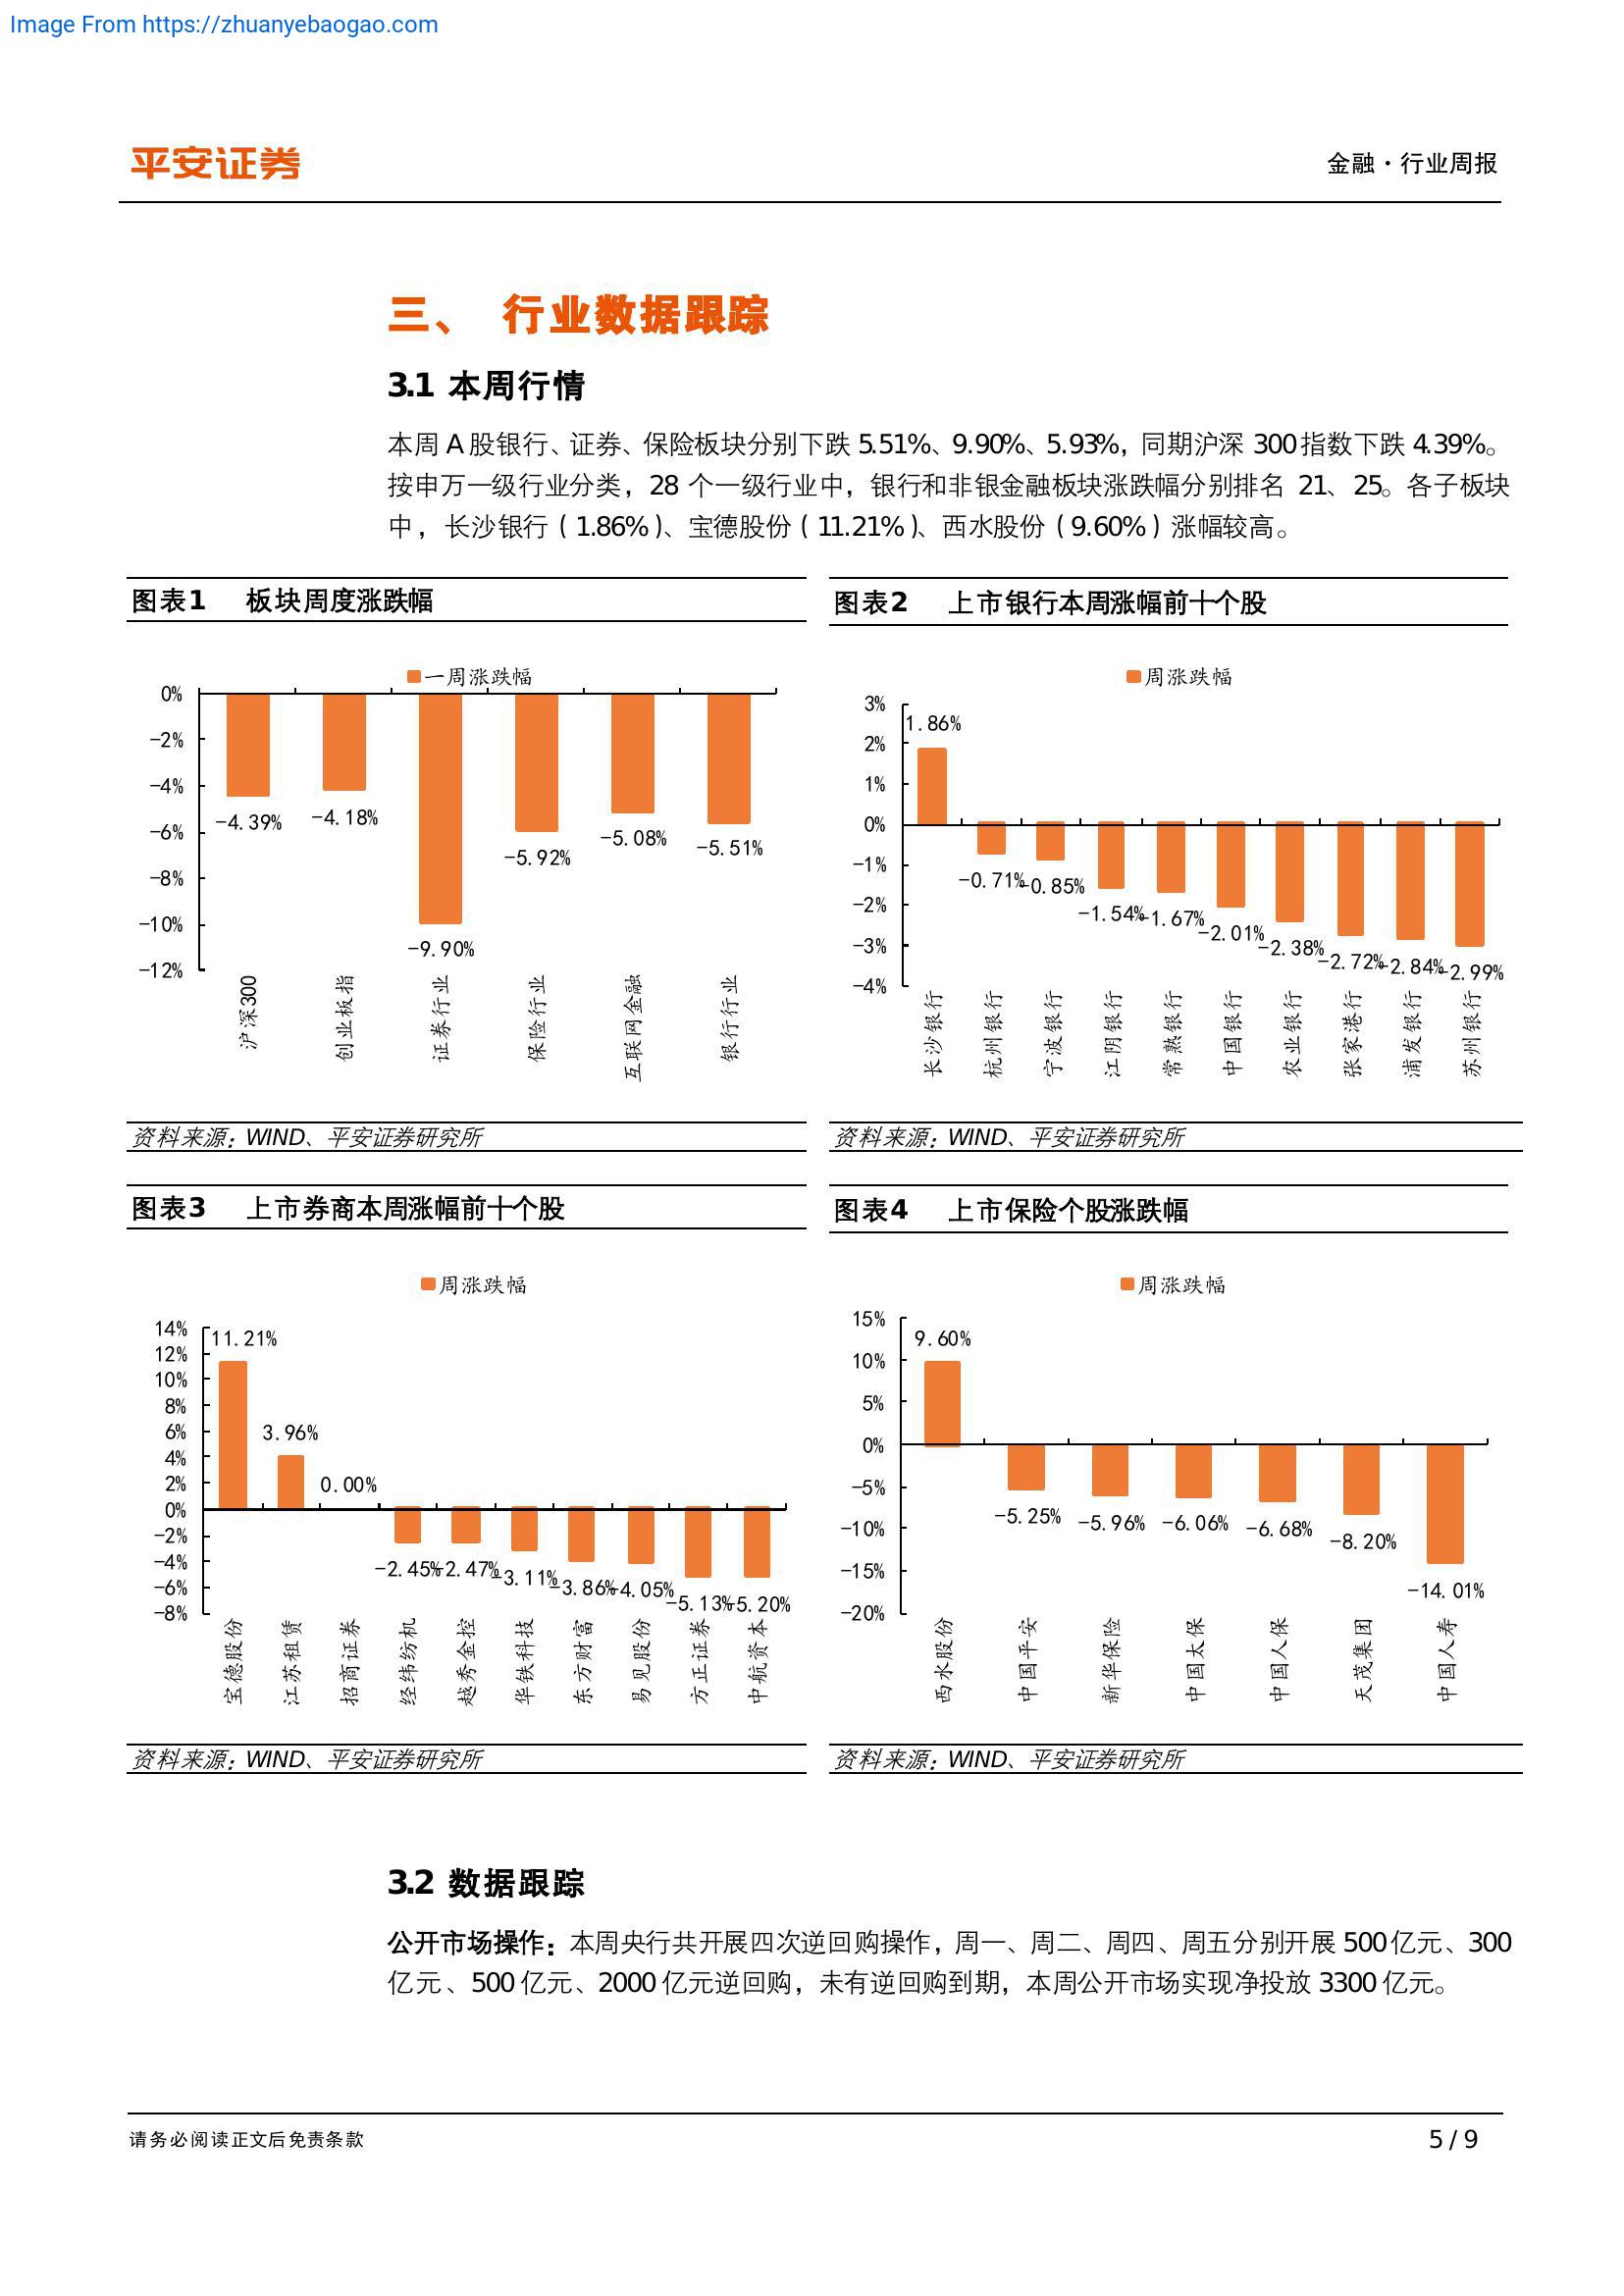 Image From https://zhuanyebaogao.com
平安证券
金融·行业周报
三、 行业数据跟踪
3.1 本周行情
本周 A 股银行、证券、保险板块分别下跌 5.51%、9.90%、5.93%，同期沪深 300 指数下跌 4.39%。
按申万一级行业分类，28 个一级行业中，银行和非银金融板块涨跌幅分别排名 21、25。各子板块
中，长沙银行（1.86%）、宝德股份（11.21%）、西水股份（9.60%）涨幅较高。
图表1 板块周度涨跌幅
一周涨跌幅
0%
-2%
-4%
-6%
-8%
-10%
-12%
-4.39%
-4.18%
-9.90%
-5.92%
-5.08%
-5.51%
沪深300
创业板指
证券行业
保险行业
互联网金融
银行行业
资料来源：WIND、平安证券研究所
图表2 上市银行本周涨幅前十个股
周涨跌幅
3%
2%
1%
0%
-1%
-2%
-3%
-4%
1.86%
-0.71%
-0.85%
-1.54%
-1.67%
-2.01%
-2.38%
-2.72%
-2.84%
-2.99%
长沙银行
杭州银行
宁波银行
江阴银行
常熟银行
中国银行
农业银行
张家港行
浦发银行
苏州银行
资料来源：WIND、平安证券研究所
图表3 上市券商本周涨幅前十个股
周涨跌幅
14%
12%
10%
8%
6%
4%
2%
0%
-2%
-4%
-6%
-8%
11.21%
3.96%
0.00%
-2.45%
-2.47%
-3.11%
-3.86%
-4.05%
-5.13%
-5.20%
宝德股份
江苏租赁
招商证券
经纬纺机
越秀金控
华铁科技
东方财富
易见股份
方正证券
中航资本
资料来源：WIND、平安证券研究所
图表4 上市保险个股涨跌幅
周涨跌幅
15%
10%
5%
0%
-5%
-10%
-15%
-20%
9.60%
-5.25%
-5.96%
-6.06%
-6.68%
-8.20%
-14.01%
西水股份
中国平安
新华保险
中国太保
中国人保
天茂集团
中国人寿
资料来源：WIND、平安证券研究所
3.2 数据跟踪
公开市场操作：本周央行共开展四次逆回购操作，周一、周二、周四、周五分别开展 500 亿元、300
亿元、500 亿元、2000 亿元逆回购，未有逆回购到期，本周公开市场实现净投放 3300 亿元。
请务必阅读正文后免责条款
5 / 9